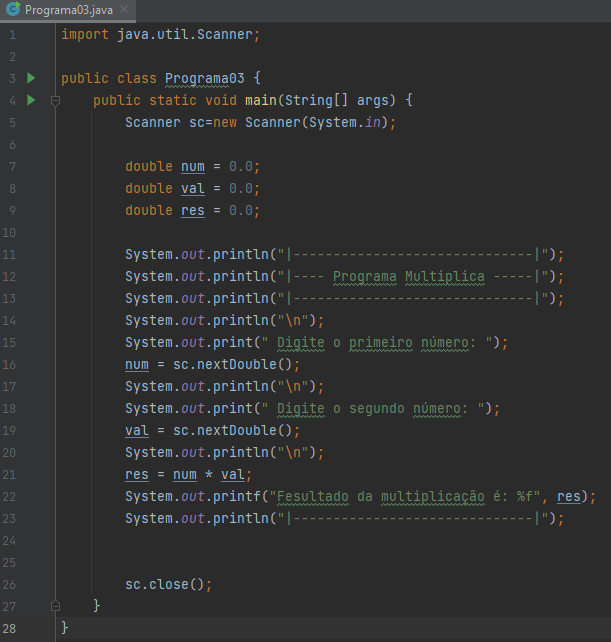 Programa03.java
1 import java.util.Scanner;
2
3 public class Programa03 {
4     public static void main(String[] args) {
5         Scanner sc=new Scanner(System.in);
6
7         double num = 0.0;
8         double val = 0.0;
9         double res = 0.0;
10
11         System.out.println("|------------------------------|");
12         System.out.println("|---- Programa Multiplica -----|");
13         System.out.println("|------------------------------|");
14         System.out.println("\n");
15         System.out.print(" Digite o primeiro número: ");
16         num = sc.nextDouble();
17         System.out.println("\n");
18         System.out.print(" Digite o segundo número: ");
19         val = sc.nextDouble();
20         System.out.println("\n");
21         res = num * val;
22         System.out.printf("Fesultado da multiplicação é: %f", res);
23         System.out.println("|------------------------------|");
24
25
26         sc.close();
27     }
28 }